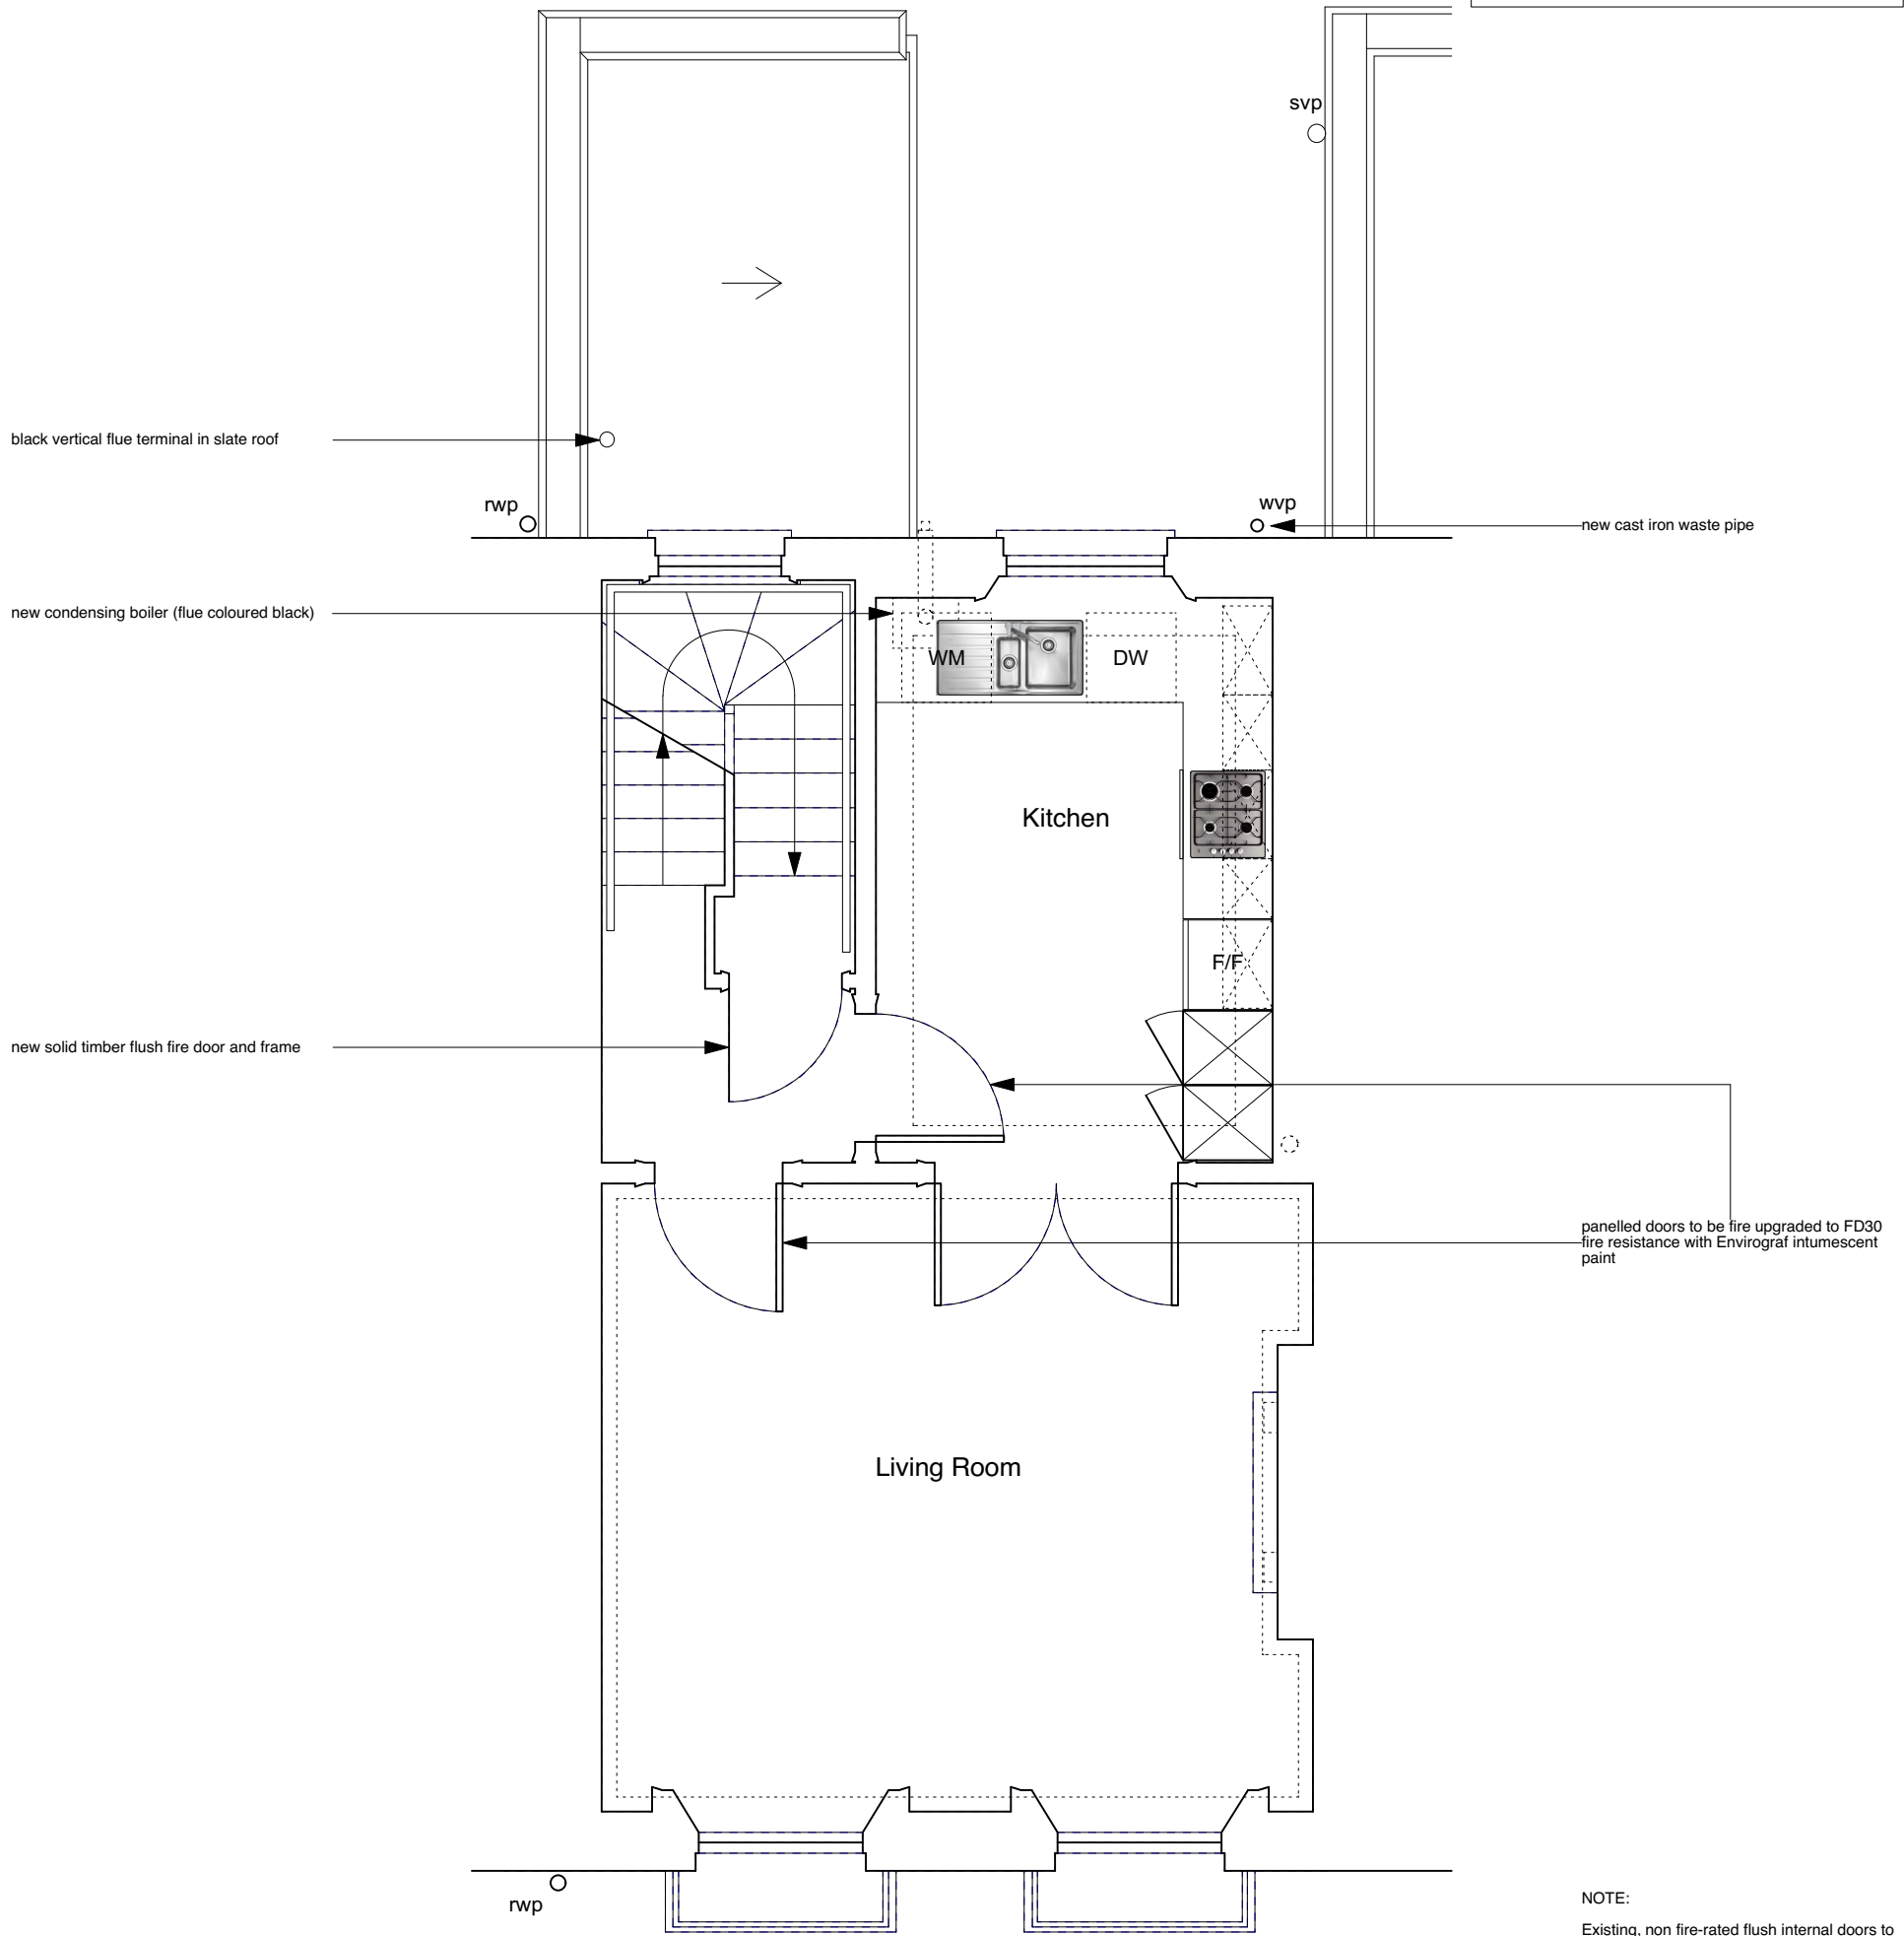 svp
black vertical flue terminal in slate roof
rwp
wvp
new cast iron waste pipe
new condensing boiler (flue coloured black)
WM
DW
Kitchen
F/F
new solid timber flush fire door and frame
panelled doors to be fire upgraded to FD30
fire resistance with Envirograf intumescent
paint
Living Room
rwp
NOTE:
Existing, non fire-rated flush internal doors to